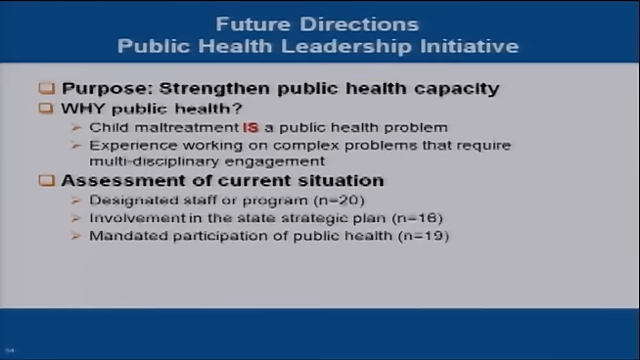 Future Directions
Public Health Leadership Initiative
Purpose: Strengthen public health capacity
WHY public health?
Child maltreatment IS a public health problem
Experience working on complex problems that require
multi-disciplinary engagement
Assessment of current situation
Designated staff or program (n=20)
Involvement in the state strategic plan (n=16)
Mandated participation of public health (n=19)